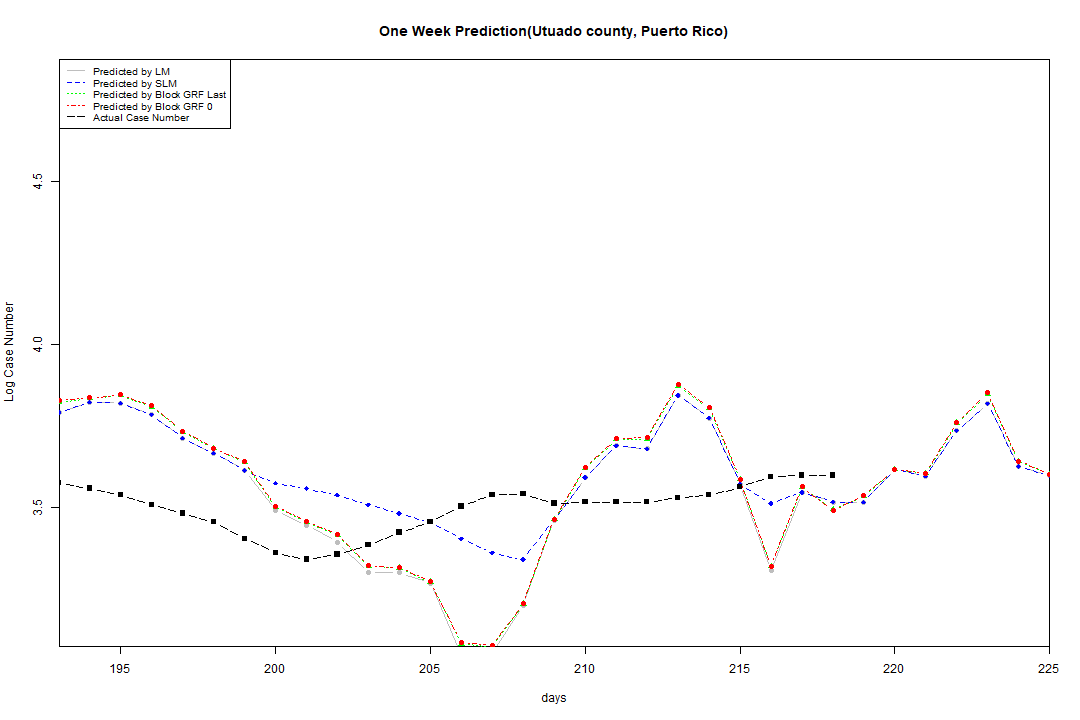 One Week Prediction(Utuado county, Puerto Rico)
Predicted by LM
Predicted by SLM
Predicted by Block GRF Last
Predicted by Block GRF 0
Actual Case Number
Log Case Number
4.5
4.0
3.5
195 200 205 210 215 220 225
days